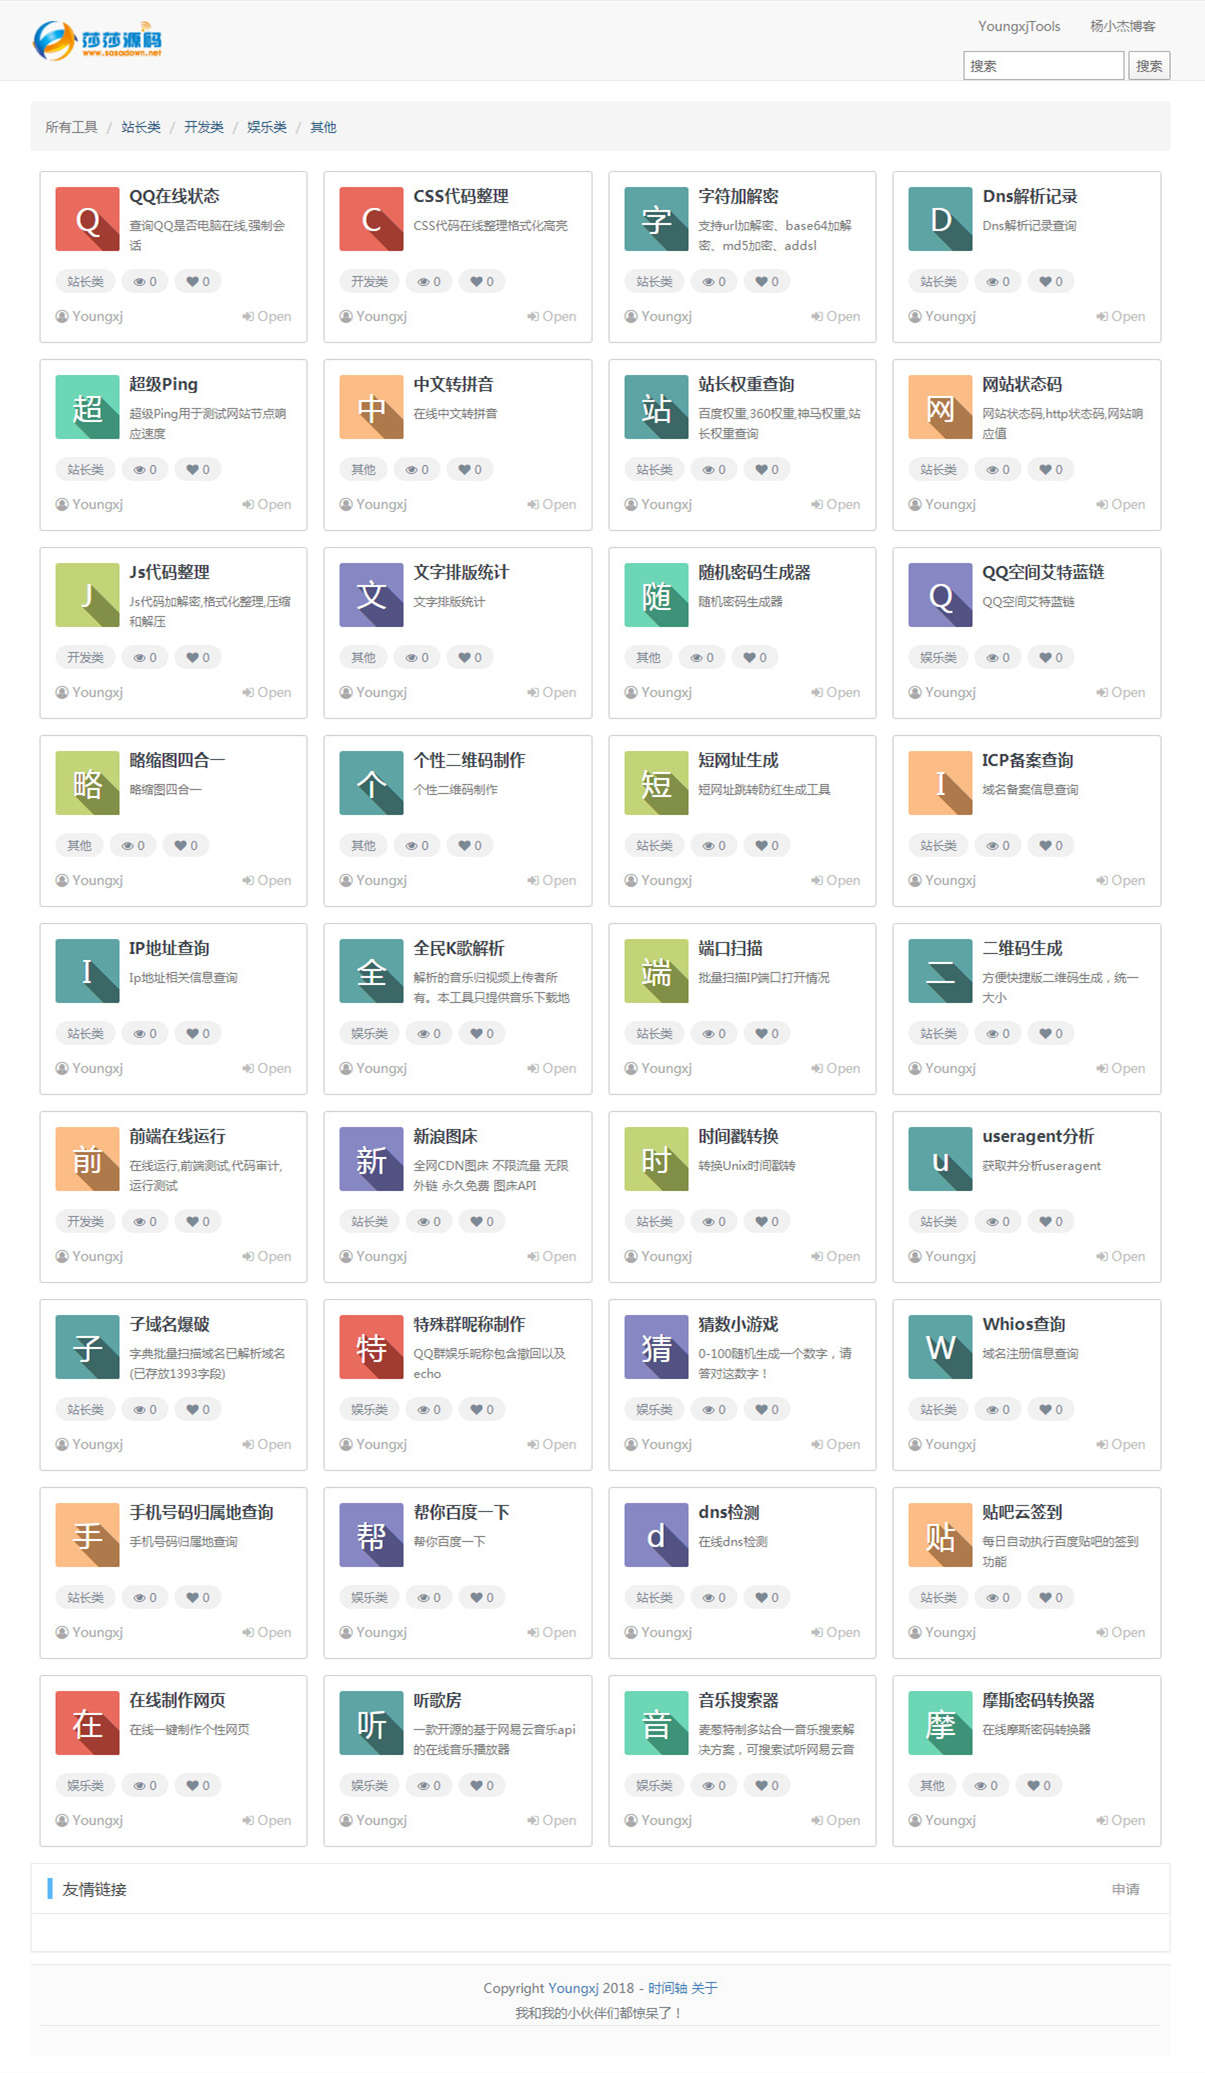 莎莎源码
www.sasadown.net
YoungxjTools 杨小杰博客
搜索 搜索
所有工具 / 站长类 / 开发类 / 娱乐类 / 其他
Q QQ在线状态
查询QQ是否电脑在线,强制会
话
站长类 0 0
Youngxj Open
C CSS代码整理
CSS代码在线整理格式化高亮
开发类 0 0
Youngxj Open
字 字符加解密
支持url加解密、base64加解
密、md5加密、addsl
站长类 0 0
Youngxj Open
D Dns解析记录
Dns解析记录查询
站长类 0 0
Youngxj Open
超 超级Ping
超级Ping用于测试网站节点响
应速度
站长类 0 0
Youngxj Open
中 中文转拼音
在线中文转拼音
其他 0 0
Youngxj Open
站 站长权重查询
百度权重,360权重,神马权重,站
长权重查询
站长类 0 0
Youngxj Open
网 网站状态码
网站状态码,http状态码,网站响
应值
站长类 0 0
Youngxj Open
J Js代码整理
Js代码加解密,格式化整理,压缩
和解压
开发类 0 0
Youngxj Open
文 文字排版统计
文字排版统计
其他 0 0
Youngxj Open
随 随机密码生成器
随机密码生成器
其他 0 0
Youngxj Open
Q QQ空间艾特蓝链
QQ空间艾特蓝链
娱乐类 0 0
Youngxj Open
略 略缩图四合一
略缩图四合一
其他 0 0
Youngxj Open
个 个性二维码制作
个性二维码制作
其他 0 0
Youngxj Open
短 短网址生成
短网址跳转防红生成工具
站长类 0 0
Youngxj Open
I ICP备案查询
域名备案信息查询
站长类 0 0
Youngxj Open
I IP地址查询
Ip地址相关信息查询
站长类 0 0
Youngxj Open
全 全民K歌解析
解析的音乐归视频上传者所
有。本工具只提供音乐下载地
娱乐类 0 0
Youngxj Open
端 端口扫描
批量扫描IP端口打开情况
站长类 0 0
Youngxj Open
二 二维码生成
方便快捷版二维码生成，统一
大小
站长类 0 0
Youngxj Open
前 前端在线运行
在线运行,前端测试,代码审计,
运行测试
开发类 0 0
Youngxj Open
新 新浪图床
全网CDN图床 不限流量 无限
外链 永久免费 图床API
站长类 0 0
Youngxj Open
时 时间戳转换
转换Unix时间戳转
站长类 0 0
Youngxj Open
u useragent分析
获取并分析useragent
站长类 0 0
Youngxj Open
子 子域名爆破
字典批量扫描域名已解析域名
(已存放1393字段)
站长类 0 0
Youngxj Open
特 特殊群昵称制作
QQ群娱乐昵称包含撤回以及
echo
娱乐类 0 0
Youngxj Open
猜 猜数小游戏
0-100随机生成一个数字，请
答对这数字！
娱乐类 0 0
Youngxj Open
W Whios查询
域名注册信息查询
站长类 0 0
Youngxj Open
手 手机号码归属地查询
手机号码归属地查询
站长类 0 0
Youngxj Open
帮 帮你百度一下
帮你百度一下
娱乐类 0 0
Youngxj Open
d dns检测
在线dns检测
站长类 0 0
Youngxj Open
贴 贴吧云签到
每日自动执行百度贴吧的签到
功能
站长类 0 0
Youngxj Open
在 在线制作网页
在线一键制作个性网页
娱乐类 0 0
Youngxj Open
听 听歌房
一款开源的基于网易云音乐api
的在线音乐播放器
娱乐类 0 0
Youngxj Open
音 音乐搜索器
麦葱特制多站合一音乐搜索解
决方案，可搜索试听网易云音
娱乐类 0 0
Youngxj Open
摩 摩斯密码转换器
在线摩斯密码转换器
其他 0 0
Youngxj Open
友情链接 申请
Copyright Youngxj 2018 - 时间轴 关于
我和我的小伙伴们都惊呆了！